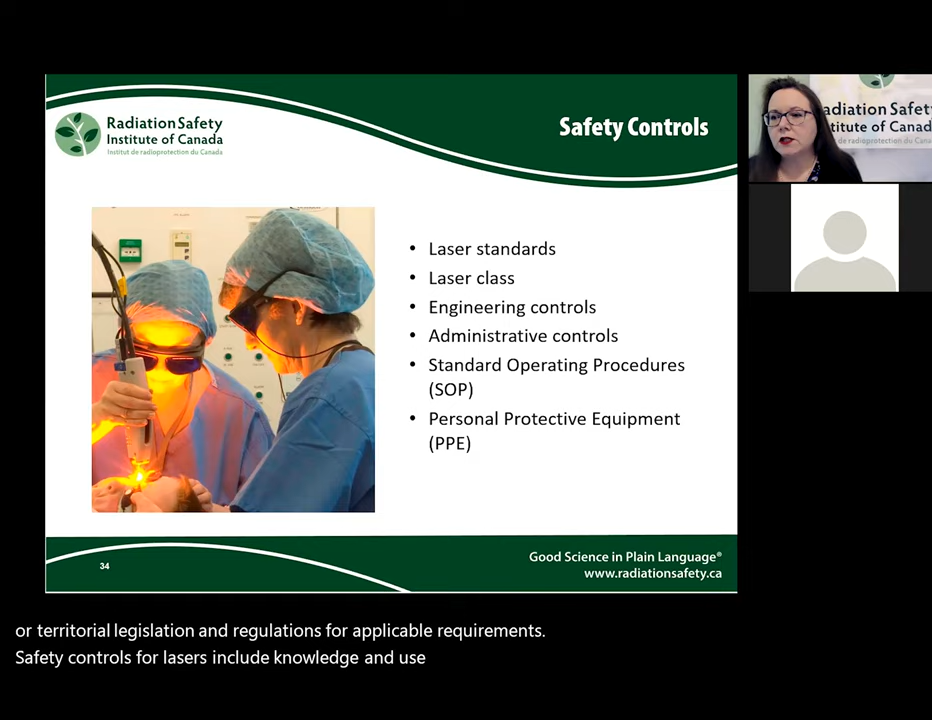 Radiation Safety
Institute of Canada
Institut de radioprotection du Canada
Safety Controls
• Laser standards
• Laser class
• Engineering controls
• Administrative controls
• Standard Operating Procedures
(SOP)
• Personal Protective Equipment
(PPE)
34
Good Science in Plain Language®
www.radiationsafety.ca
adiation Safet
titute of Canad
de radioprotection du Cana
or territorial legislation and regulations for applicable requirements.
Safety controls for lasers include knowledge and use